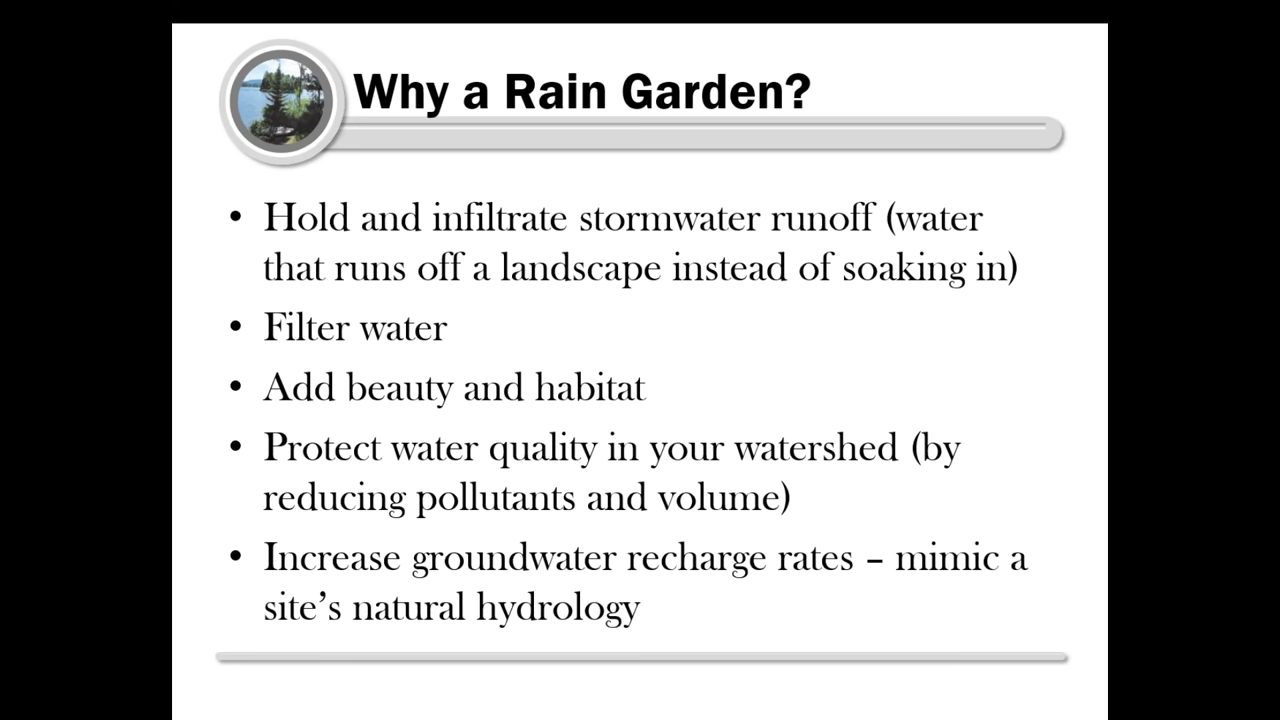 Why a Rain Garden?
• Hold and infiltrate stormwater runoff (water
that runs off a landscape instead of soaking in)
• Filter water
• Add beauty and habitat
• Protect water quality in your watershed (by
reducing pollutants and volume)
• Increase groundwater recharge rates – mimic a
site’s natural hydrology